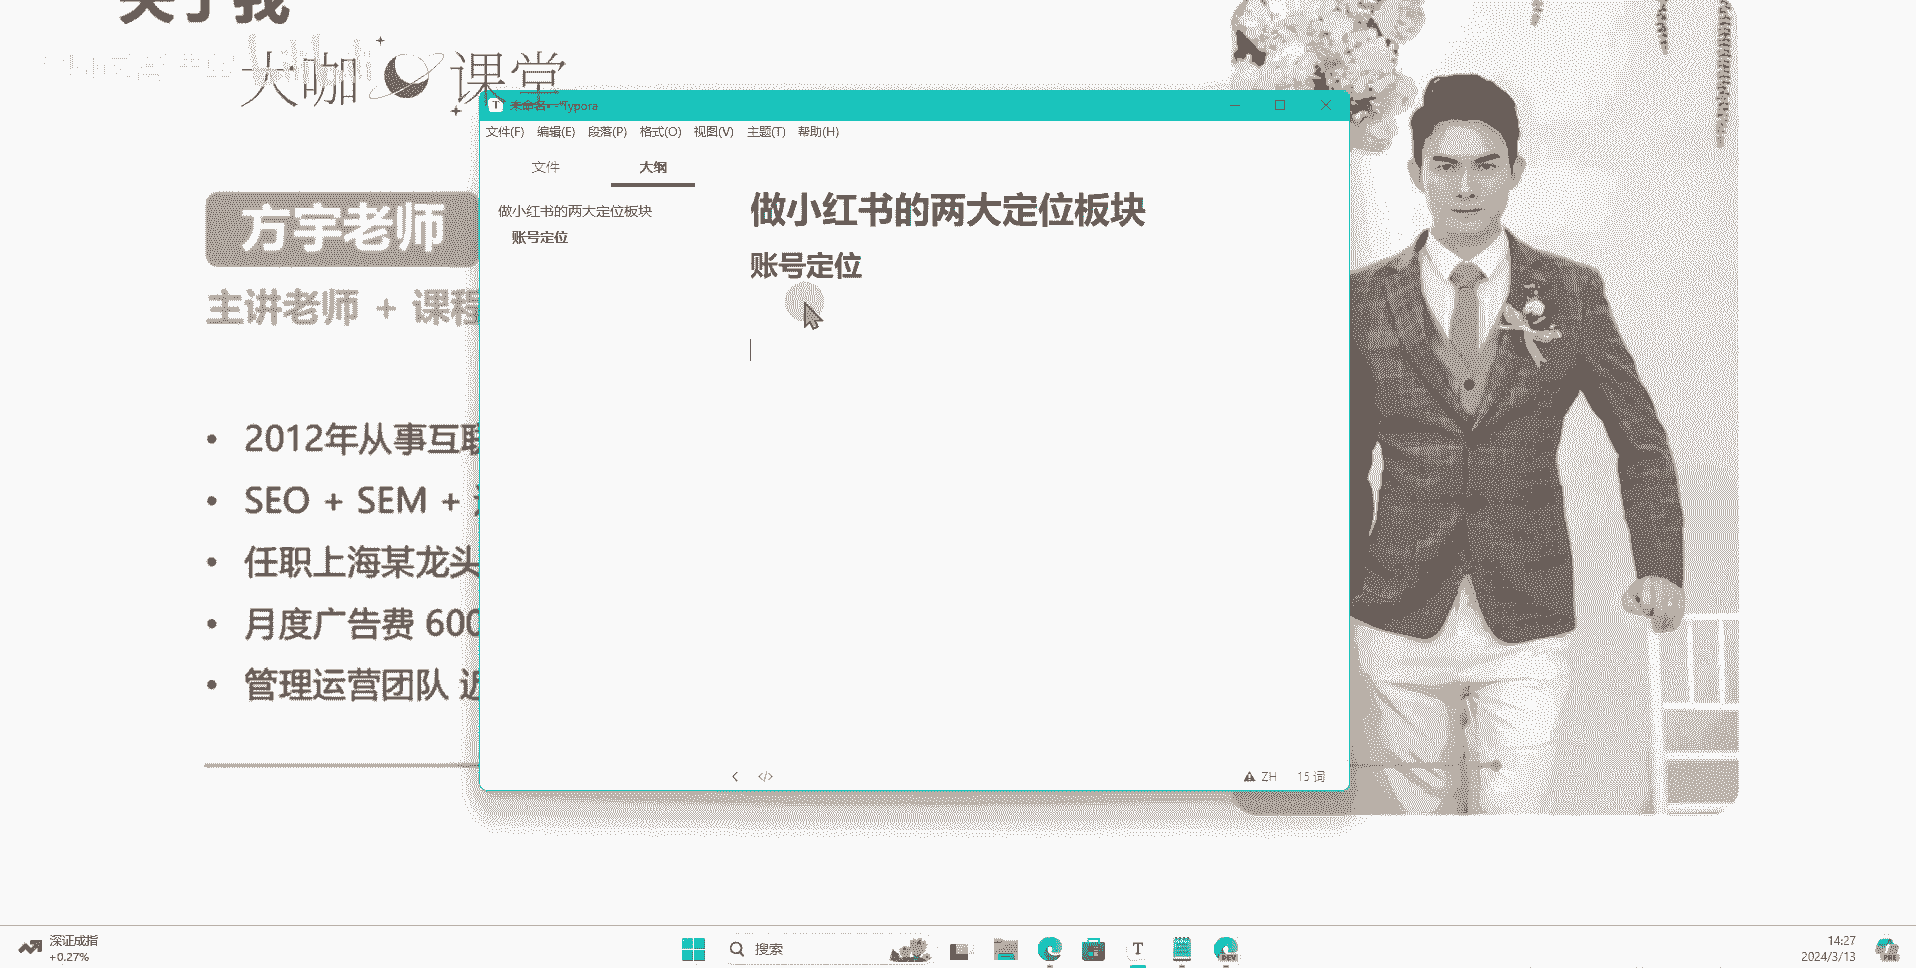 关于我
大咖课堂
未命名• - Typora
文件(F) 编辑(E) 段落(P) 格式(O) 视图(V) 主题(T) 帮助(H)
文件 大纲
做小红书的两大定位板块
账号定位
做小红书的两大定位板块
账号定位
方宇老师
主讲老师 + 课程
2012年从事互联
SEO + SEM +
任职上海某龙头
月度广告费 600
管理运营团队 近
ZH 15 词
深证成指
+0.27%
搜索
DEV
14:27
2024/3/13
PRE